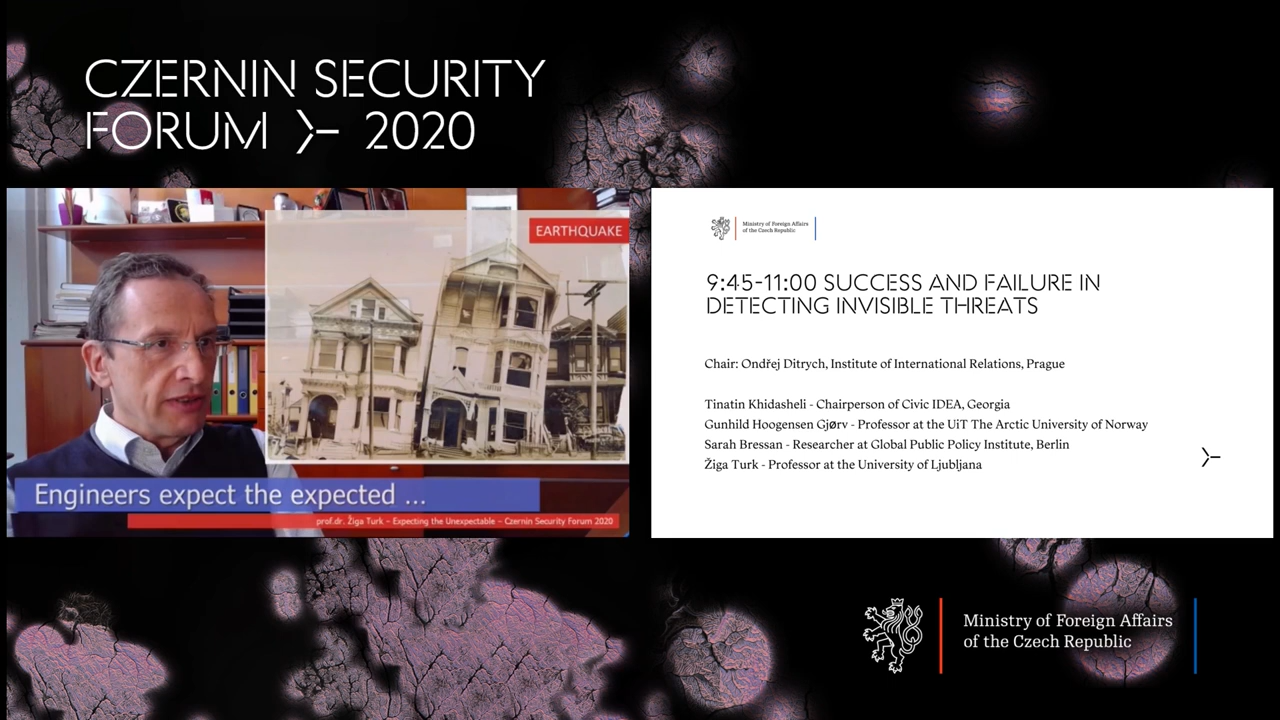 CZERNIN SECURITY
FORUM >- 2020
EARTHQUAKE
Engineers expect the expected ...
prof.dr. Žiga Turk – Expecting the Unexpectable – Czernin Security Forum 2020
Ministry of Foreign Affairs
of the Czech Republic
9:45-11:00 SUCCESS AND FAILURE IN
DETECTING INVISIBLE THREATS
Chair: Ondřej Ditrych, Institute of International Relations, Prague
Tinatin Khidasheli - Chairperson of Civic IDEA, Georgia
Gunhild Hoogensen Gjørv - Professor at the UiT The Arctic University of Norway
Sarah Bressan - Researcher at Global Public Policy Institute, Berlin
Žiga Turk - Professor at the University of Ljubljana
Ministry of Foreign Affairs
of the Czech Republic